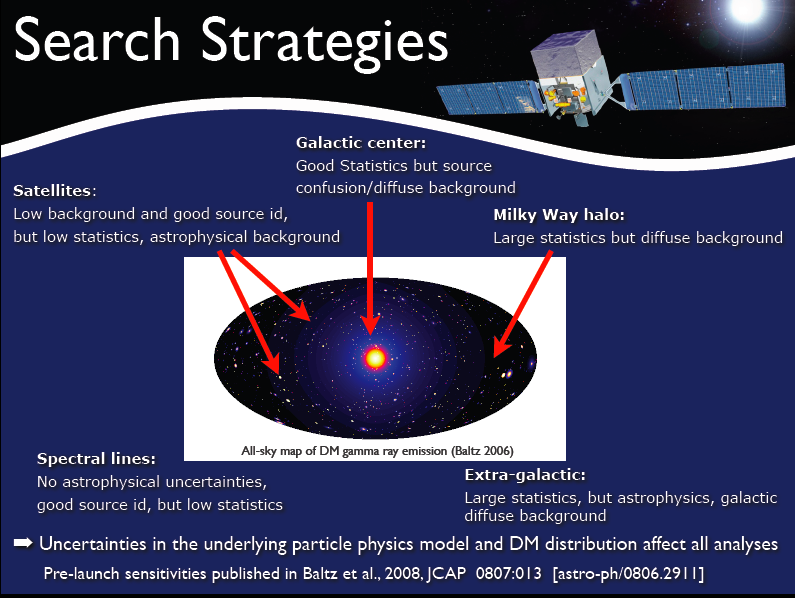 Search Strategies
Galactic center:
Good Statistics but source
confusion/diffuse background
Satellites:
Low background and good source id,
but low statistics, astrophysical background
Milky Way halo:
Large statistics but diffuse background
All-sky map of DM gamma ray emission (Baltz 2006)
Spectral lines:
No astrophysical uncertainties,
good source id, but low statistics
Extra-galactic:
Large statistics, but astrophysics, galactic
diffuse background
➡ Uncertainties in the underlying particle physics model and DM distribution affect all analyses
Pre-launch sensitivities published in Baltz et al., 2008, JCAP 0807:013 [astro-ph/0806.2911]